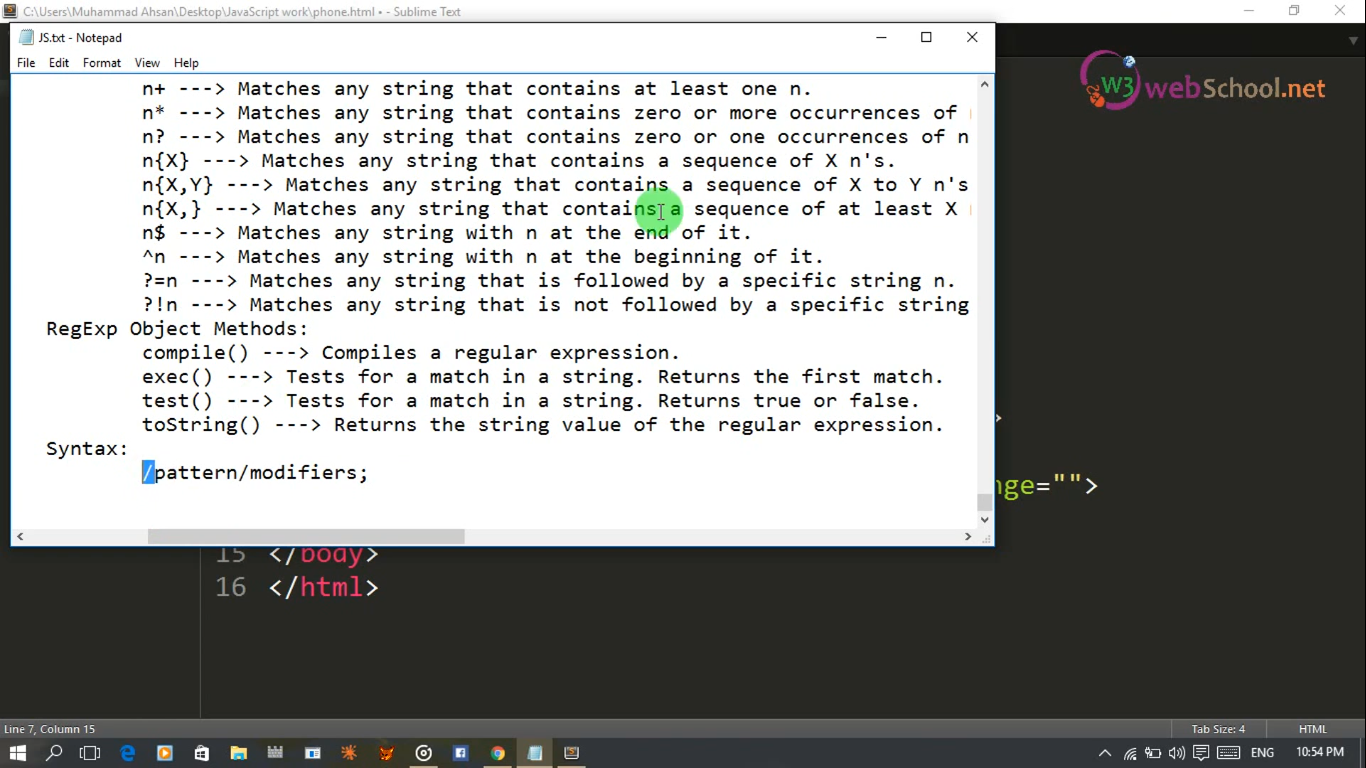 C:\Users\Muhammad Ahsan\Desktop\JavaScript work\phone.html • - Sublime Text
JS.txt - Notepad
File Edit Format View Help
W3 webSchool.net
n+ ---> Matches any string that contains at least one n.
n* ---> Matches any string that contains zero or more occurrences of
n? ---> Matches any string that contains zero or one occurrences of n
n{X} ---> Matches any string that contains a sequence of X n's.
n{X,Y} ---> Matches any string that contains a sequence of X to Y n's
n{X,} ---> Matches any string that contains a sequence of at least X
n$ ---> Matches any string with n at the end of it.
^n ---> Matches any string with n at the beginning of it.
?=n ---> Matches any string that is followed by a specific string n.
?!n ---> Matches any string that is not followed by a specific string
RegExp Object Methods:
compile() ---> Compiles a regular expression.
exec() ---> Tests for a match in a string. Returns the first match.
test() ---> Tests for a match in a string. Returns true or false.
toString() ---> Returns the string value of the regular expression.
Syntax:
/pattern/modifiers;
>
nge="">
15 </body>
16 </html>
Line 7, Column 15 Tab Size: 4 HTML
ENG 10:54 PM